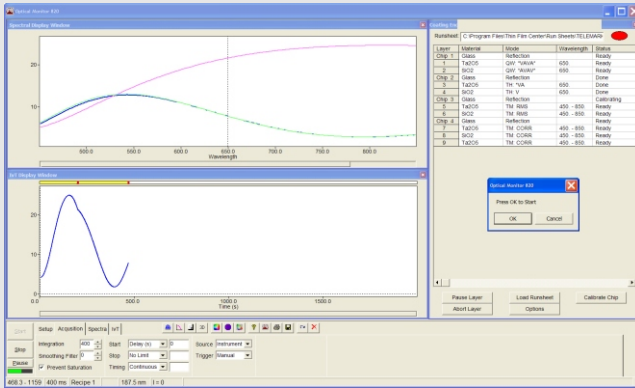 Optical Monitor R20
Spectral Display Window
20
10
500.0
550.0
600.0
650.0
700.0
750.0
800.0
Wavelength
IvT Display Window
20
10
0
0.0
500.0
1000.0
1500.0
2000.0
Time (s)
Runsheet: C:\Program Files\Thin Film Center\Run Sheets\TELEMARK
Layer Material Mode Wavelength Status
Chip 1 Glass Reflection Ready
1 Ta2O5 QW: "VAVA" 650 Ready
2 SiO2 QW: "AVAV" 650 Ready
Chip 2 Glass Reflection Done
3 Ta2O5 TH: ^VA 650 Done
4 SiO2 TH: V 650 Done
Chip 3 Glass Reflection Calibrating
5 Ta2O5 TM: RMS 450 - 850 Ready
6 SiO2 TM: RMS 450 - 850 Ready
Chip 4 Glass Reflection Ready
7 Ta2O5 TM: CORR 450 - 850 Ready
8 SiO2 TM: CORR 450 - 850 Ready
9 Ta2O5 TM: CORR 450 - 850 Ready
Optical Monitor R20
Press OK to Start
OK Cancel
Pause Layer Load Runsheet Calibrate Chip
Abort Layer Options
Start
Stop
Pause
Setup Acquisition Spectra IvT
Integration 400 Start Delay (s) 0 Source Instrument
Smoothing Filter 0 Stop No Limit Trigger Manual
Prevent Saturation Timing Continuous
468.3 - 1159 400 ms Recipe 1 187.5 nm I = 0